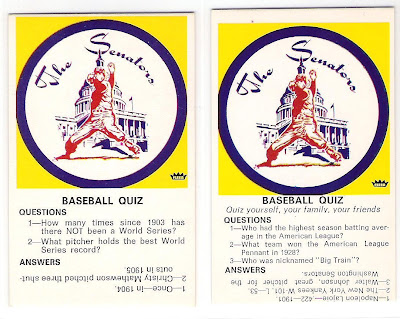 The Senators
FLEER
BASEBALL QUIZ
QUESTIONS
1—How many times since 1903 has
there NOT been a World Series?
2—What pitcher holds the best World
Series record?
ANSWERS
1—Once—In 1904.
2—Christy Mathewson pitched three shut-
outs in 1905
The Senators
FLEER
BASEBALL QUIZ
Quiz yourself, your family, your friends
QUESTIONS
1—Who had the highest season batting aver-
age in the American League?
2—What team won the American League
Pennant in 1928?
3—Who was nicknamed "Big Train"?
ANSWERS
1—Napoleon Lajoie—.422—1901.
2—The New York Yankees W-101, L-53.
3—Walter Johnson, great pitcher for the
Washington Senators.